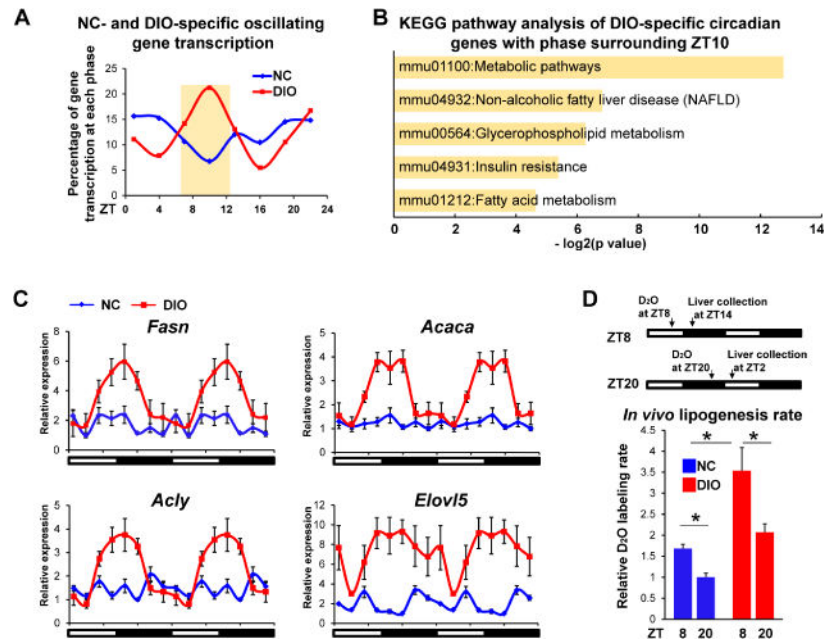 A
NC- and DIO-specific oscillating
gene transcription
Percentage of gene
transcription at each phase
25
20
15
10
5
0
NC
DIO
ZT
0 4 8 12 16 20 24
B
KEGG pathway analysis of DIO-specific circadian
genes with phase surrounding ZT10
mmu01100:Metabolic pathways
mmu04932:Non-alcoholic fatty liver disease (NAFLD)
mmu00564:Glycerophospholipid metabolism
mmu04931:Insulin resistance
mmu01212:Fatty acid metabolism
0 2 4 6 8 10 12 14
- log2(p value)
C
NC DIO
Fasn
Relative expression
8
6
4
2
0
Acaca
Relative expression
5
4
3
2
1
0
Acly
Relative expression
5
4
3
2
1
0
Elovl5
Relative expression
12
9
6
3
0
D
D2O
at ZT8
Liver collection
at ZT14
ZT8
D2O
at ZT20
Liver collection
at ZT2
ZT20
In vivo lipogenesis rate
Relative D2O labeling rate
4.5
4
3.5
3
2.5
2
1.5
1
0.5
0
NC
DIO
*
*
*
ZT 8 20 8 20